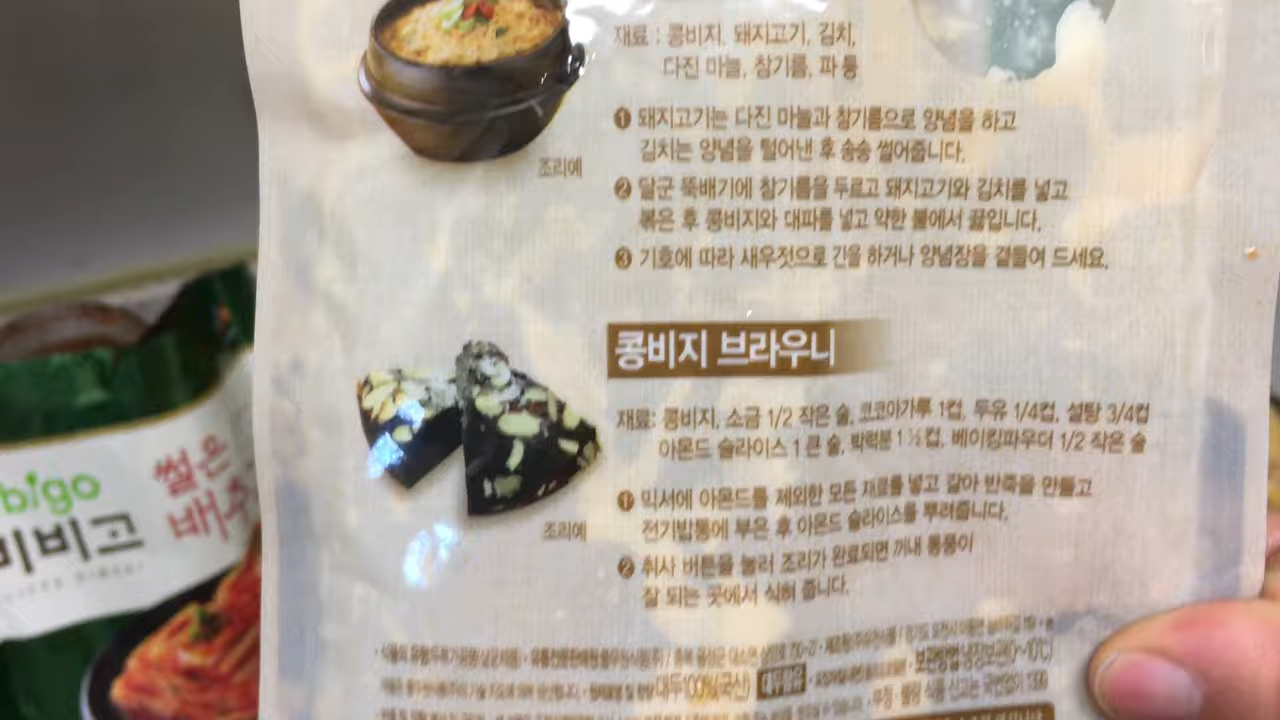 재료 : 콩비지, 돼지고기, 김치,
다진 마늘, 참기름, 파 등
❶ 돼지고기는 다진 마늘과 참기름으로 양념을 하고
김치는 양념을 털어낸 후 송송 썰어줍니다.
조리예
❷ 달군 뚝배기에 참기름을 두르고 돼지고기와 김치를 넣고
볶은 후 콩비지와 대파를 넣고 약한 불에서 끓입니다.
❸ 기호에 따라 새우젓으로 간을 하거나 양념장을 곁들여 드세요.
콩비지 브라우니
재료: 콩비지, 소금 1/2 작은 술, 코코아가루 1컵, 두유 1/4컵, 설탕 3/4컵
아몬드 슬라이스 1 큰 술, 박력분 1 ½ 컵, 베이킹파우더 1/2 작은 술
❶ 믹서에 아몬드를 제외한 모든 재료를 넣고 갈아 반죽을 만들고
전기밥통에 부은 후 아몬드 슬라이스를 뿌려줍니다.
조리예
❷ 취사 버튼을 눌러 조리가 완료되면 꺼내 통풍이
잘 되는 곳에서 식혀 줍니다.
보관방법 냉장보관(0~10℃)
대두100%(국산)
bigo
비비고
썰은
배추